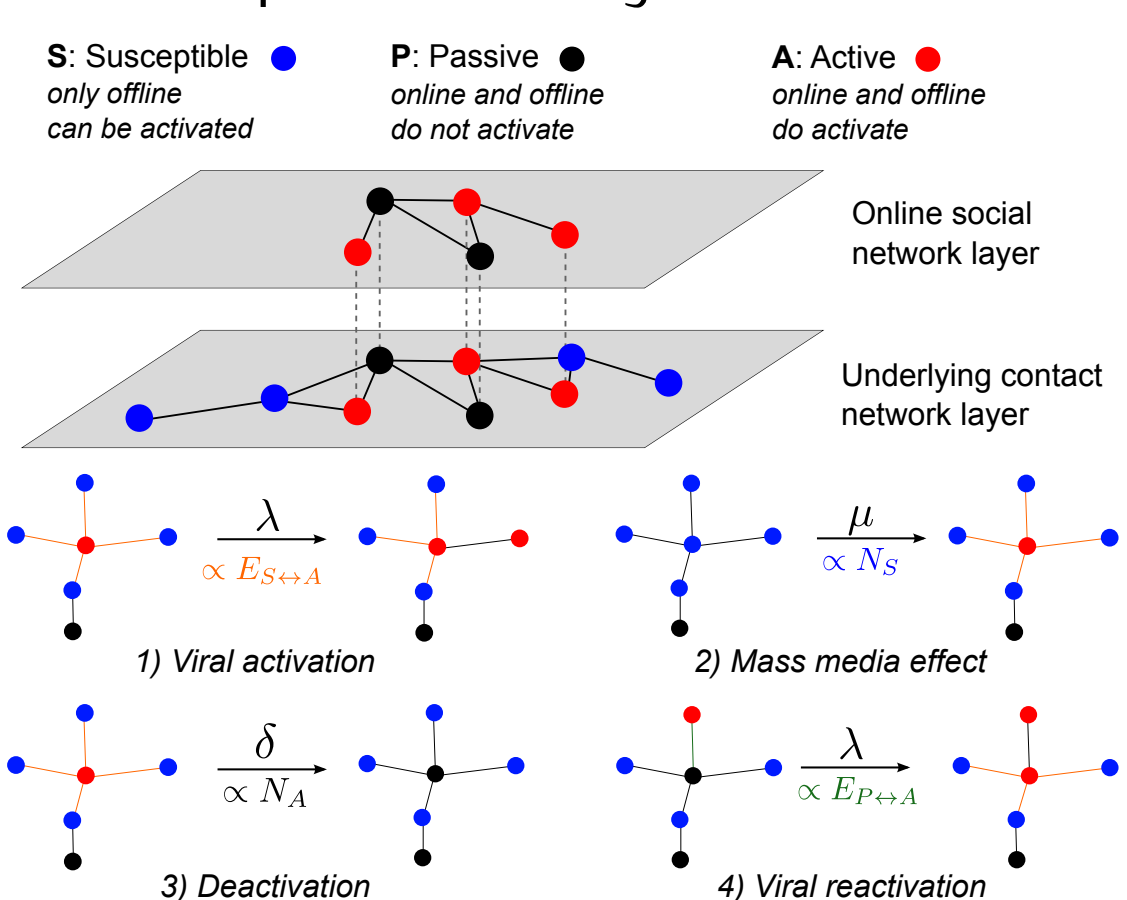 S: Susceptible
only offline
can be activated
P: Passive
online and offline
do not activate
A: Active
online and offline
do activate
Online social
network layer
Underlying contact
network layer
λ
∝ E_{S↔A}
1) Viral activation
μ
∝ N_S
2) Mass media effect
δ
∝ N_A
3) Deactivation
λ
∝ E_{P↔A}
4) Viral reactivation